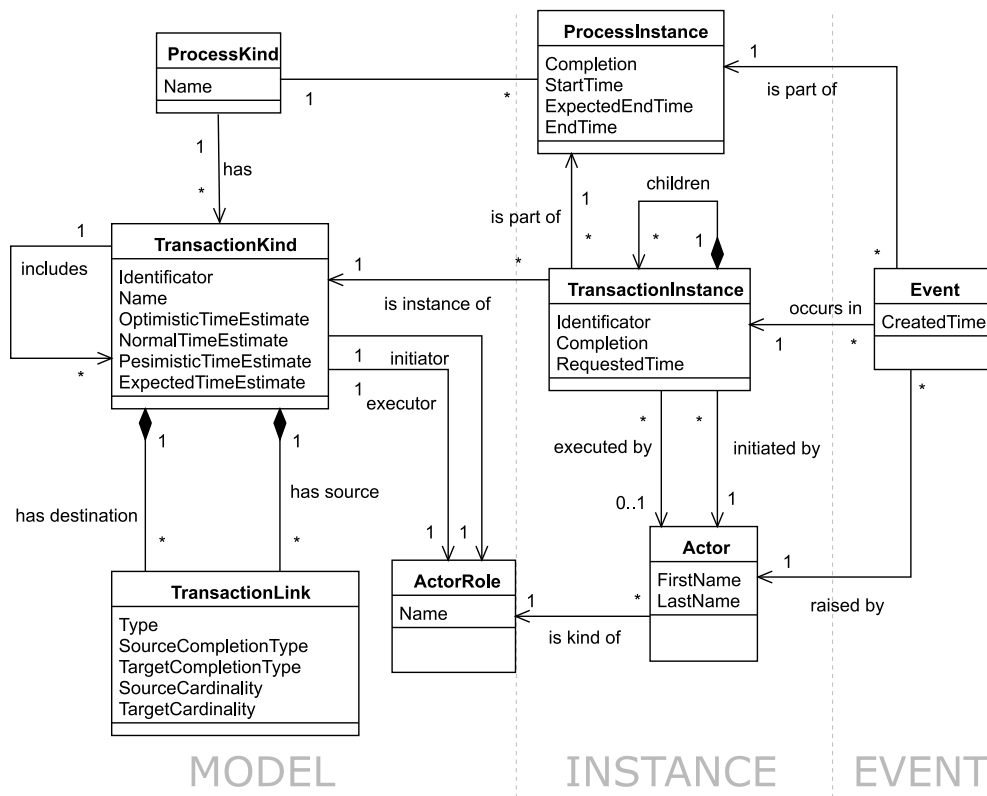 ProcessKind
Name
ProcessInstance
Completion
StartTime
ExpectedEndTime
EndTime
1
*
1
is part of
*
1
has
*
1
is part of
*
children
*
1
TransactionKind
Identificator
Name
OptimisticTimeEstimate
NormalTimeEstimate
PesimisticTimeEstimate
ExpectedTimeEstimate
1
includes
*
1
*
is instance of
TransactionInstance
Identificator
Completion
RequestedTime
Event
CreatedTime
occurs in
1
*
initiator
1
1
executor
1
1
has source
has destination
*
*
1
1
*
*
executed by
initiated by
0..1
1
*
1
raised by
TransactionLink
Type
SourceCompletionType
TargetCompletionType
SourceCardinality
TargetCardinality
ActorRole
Name
Actor
FirstName
LastName
1
*
is kind of
MODEL
INSTANCE
EVENT